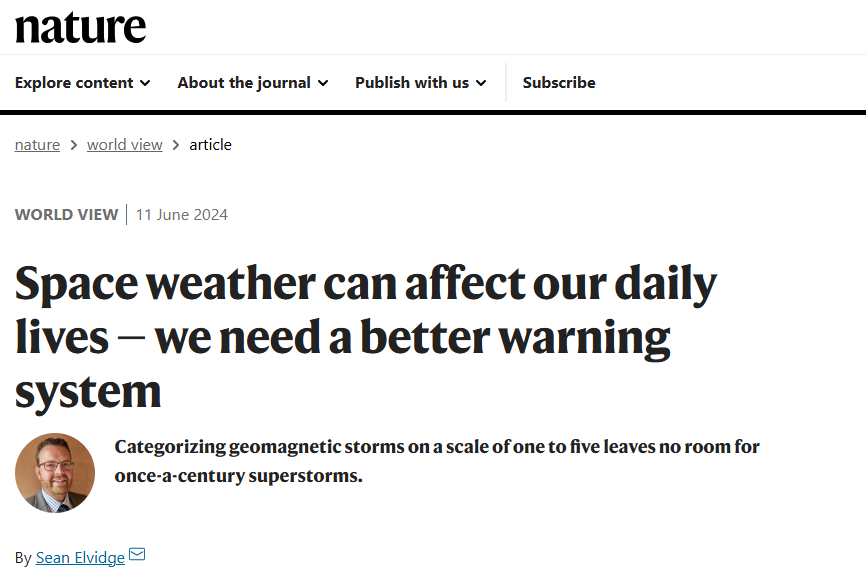 nature
Explore content About the journal Publish with us Subscribe
nature > world view > article
WORLD VIEW | 11 June 2024
Space weather can affect our daily
lives — we need a better warning
system
Categorizing geomagnetic storms on a scale of one to five leaves no room for
once-a-century superstorms.
By Sean Elvidge